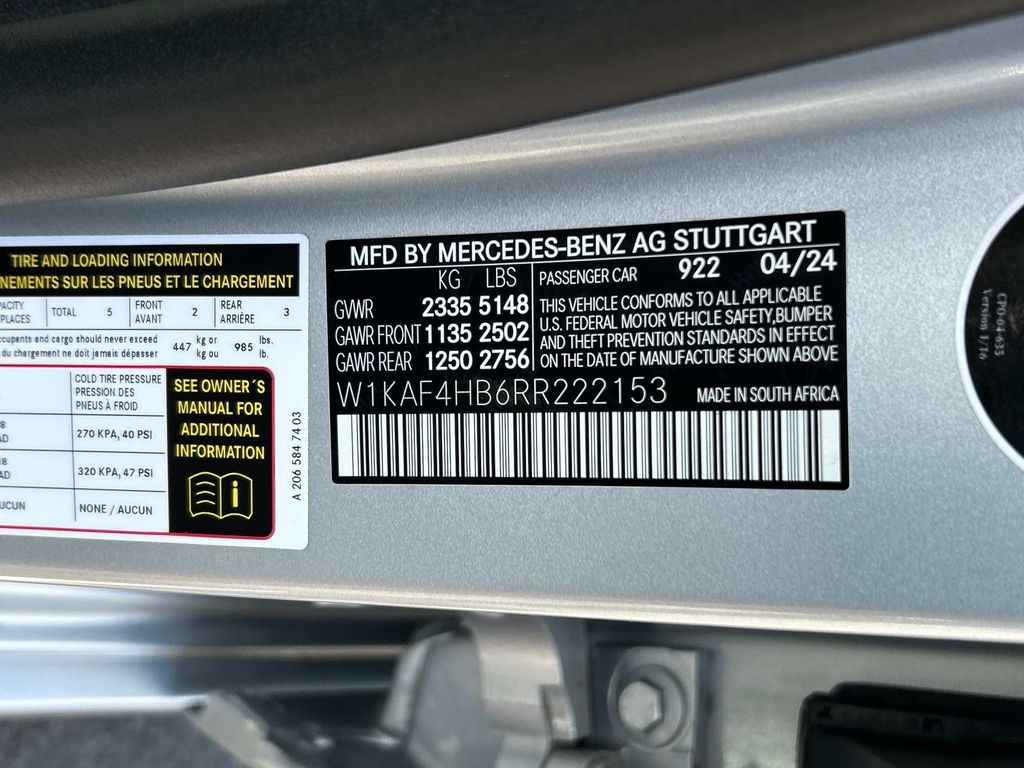 TIRE AND LOADING INFORMATION
NEMENTS SUR LES PNEUS ET LE CHARGEMENT
TOTAL 5 FRONT 2 REAR 3
PLACES AVANT ARRIÈRE
and cargo should never exceed 447 kg or 985 lbs.
du chargement ne doit jamais dépasser kg ou lb.
COLD TIRE PRESSURE
PRESSION DES
PNEUS À FROID
270 KPA, 40 PSI
320 KPA, 47 PSI
NONE / AUCUN
SEE OWNER´S
MANUAL FOR
ADDITIONAL
INFORMATION
i
A 206 584 74 03
MFD BY MERCEDES-BENZ AG STUTTGART
KG LBS
GVWR 2335 5148
GAWR FRONT 1135 2502
GAWR REAR 1250 2756
PASSENGER CAR 922 04/24
THIS VEHICLE CONFORMS TO ALL APPLICABLE
U.S. FEDERAL MOTOR VEHICLE SAFETY,BUMPER
AND THEFT PREVENTION STANDARDS IN EFFECT
ON THE DATE OF MANUFACTURE SHOWN ABOVE
W1KAF4HB6RR222153 MADE IN SOUTH AFRICA
Version 1/16